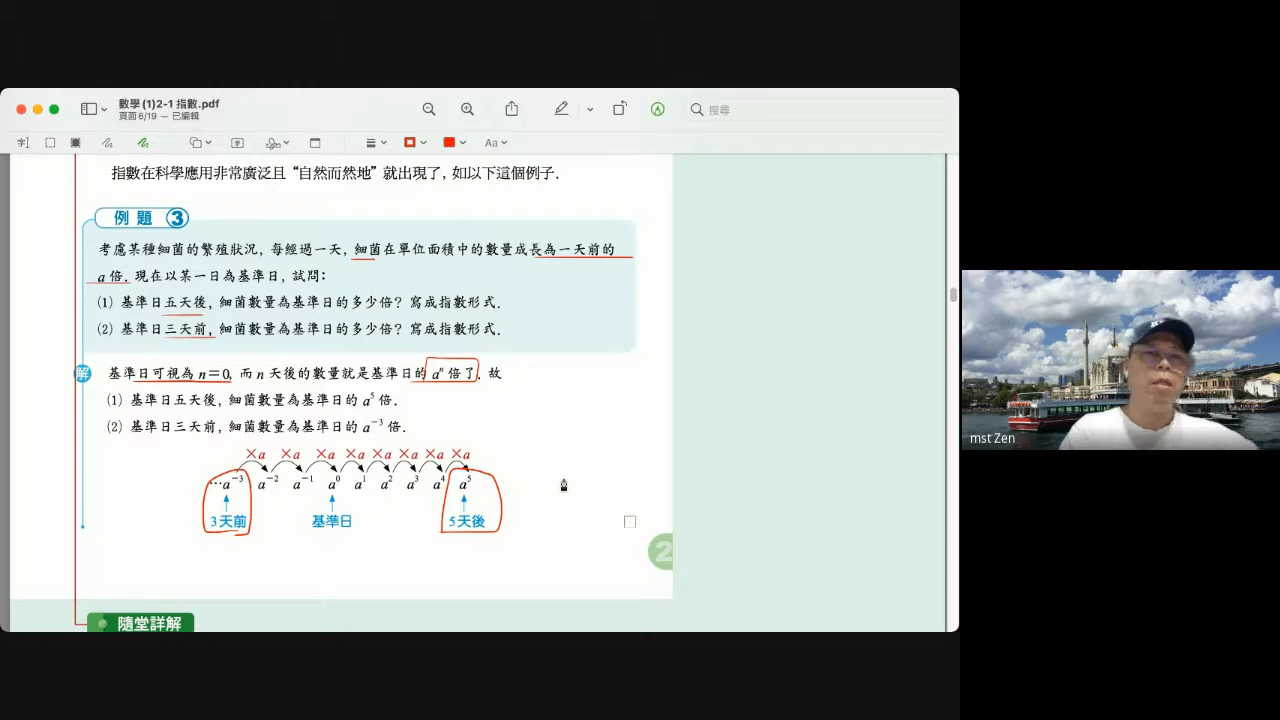 數學(1)2-1 指數.pdf
頁面 6/19 — 已編輯
搜尋
Aa
指數在科學應用非常廣泛且“自然而然地”就出現了，如以下這個例子．
例題 3
考慮某種細菌的繁殖狀況，每經過一天，細菌在單位面積中的數量成長為一天前的
a 倍．現在以某一日為基準日，試問：
(1) 基準日五天後，細菌數量為基準日的多少倍？寫成指數形式．
(2) 基準日三天前，細菌數量為基準日的多少倍？寫成指數形式．
解 基準日可視為 n＝0，而 n 天後的數量就是基準日的 aⁿ 倍了．故
(1) 基準日五天後，細菌數量為基準日的 a⁵ 倍．
(2) 基準日三天前，細菌數量為基準日的 a⁻³ 倍．
×a ×a ×a ×a ×a ×a ×a ×a
…a⁻³ a⁻² a⁻¹ a⁰ a¹ a² a³ a⁴ a⁵
3天前 基準日 5天後
2
隨堂詳解
mst Zen